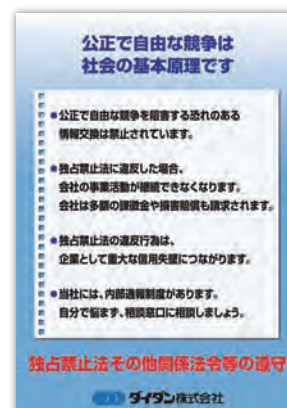 公正で自由な競争は
社会の基本原理です
●公正で自由な競争を阻害する恐れのある
情報交換は禁止されています。
●独占禁止法に違反した場合、
会社の事業活動が継続できなくなります。
会社は多額の課徴金や損害賠償も請求されます。
●独占禁止法の違反行為は、
企業として重大な信用失墜につながります。
●当社には、内部通報制度があります。
自分で悩まず、相談窓口に相談しましょう。
独占禁止法その他関係法令等の遵守
ダイダン株式会社